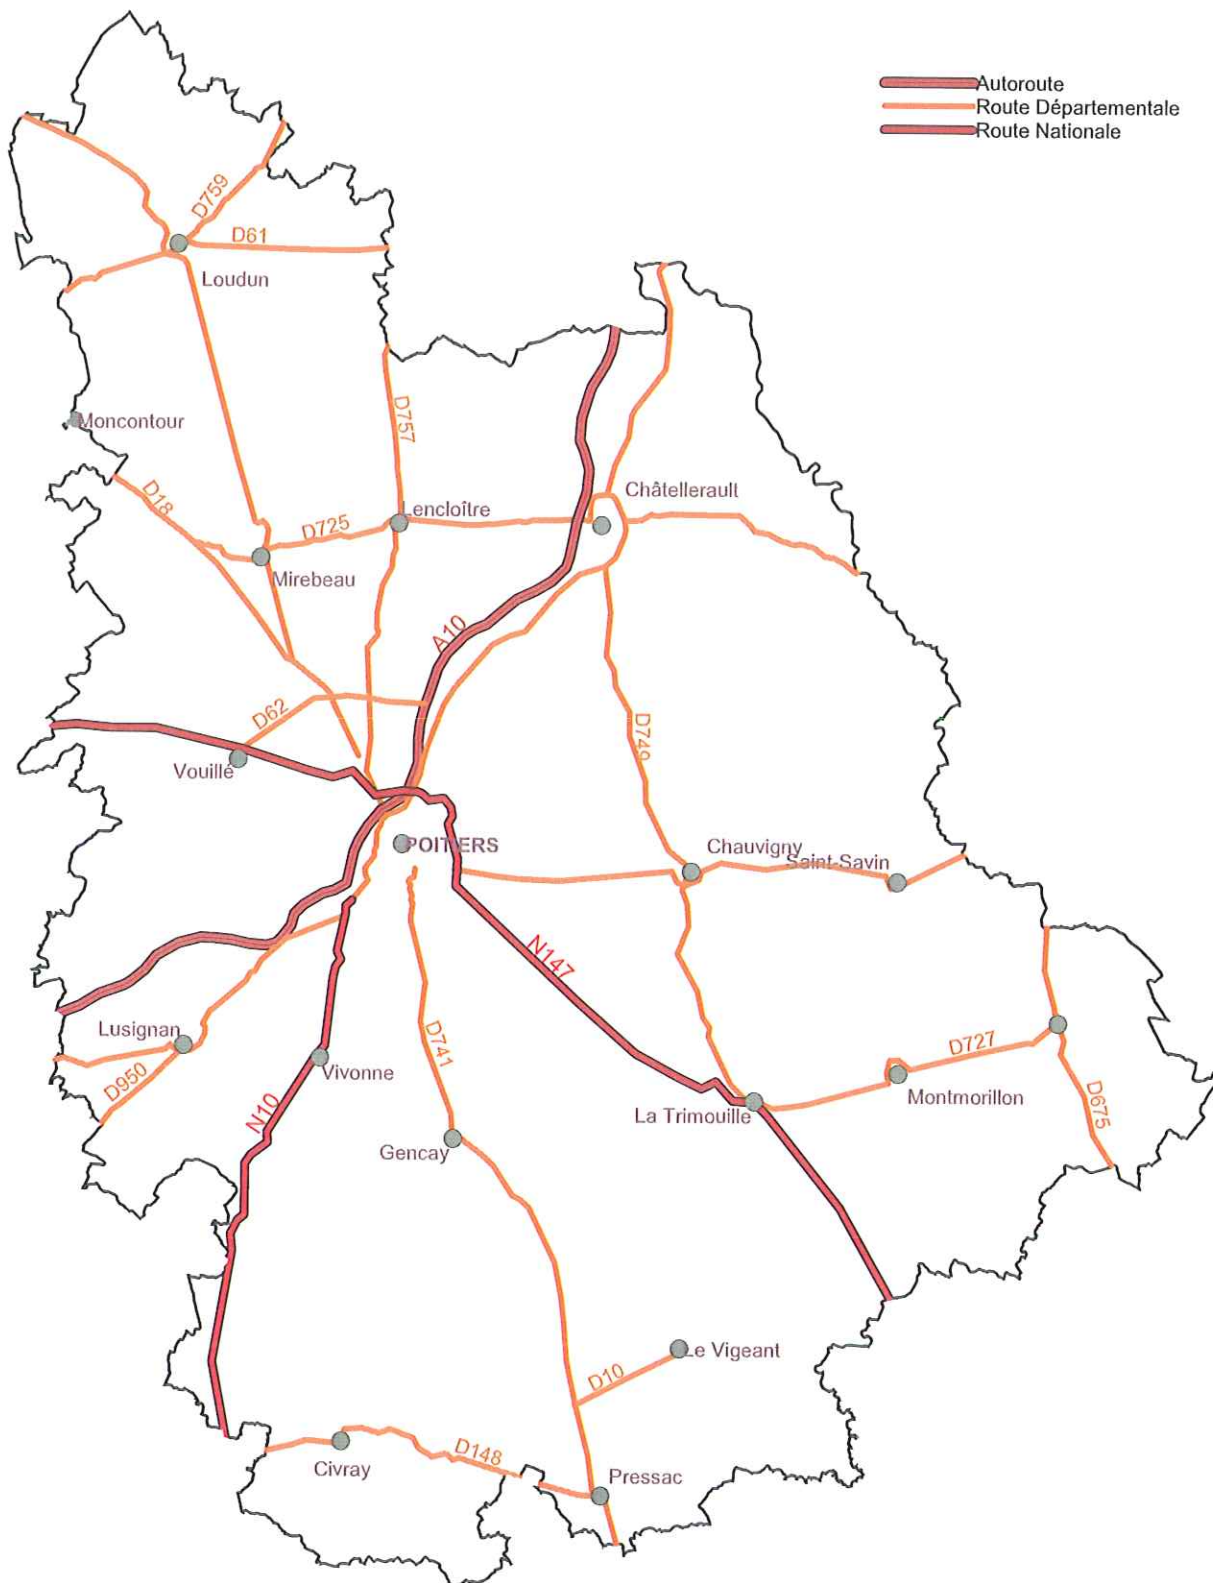 Autoroute
Route Départementale
Route Nationale
D759
D61
Loudun
Moncontour
D757
D18
Châtellerault
Lencloître
D725
Mirebeau
A10
D62
D749
Vouillé
POITIERS
Chauvigny
Saint-Savin
N147
Lusignan
D741
D727
Vivonne
D950
Montmorillon
La Trimouille
D675
N10
Gencay
Le Vigeant
D10
D148
Civray
Pressac